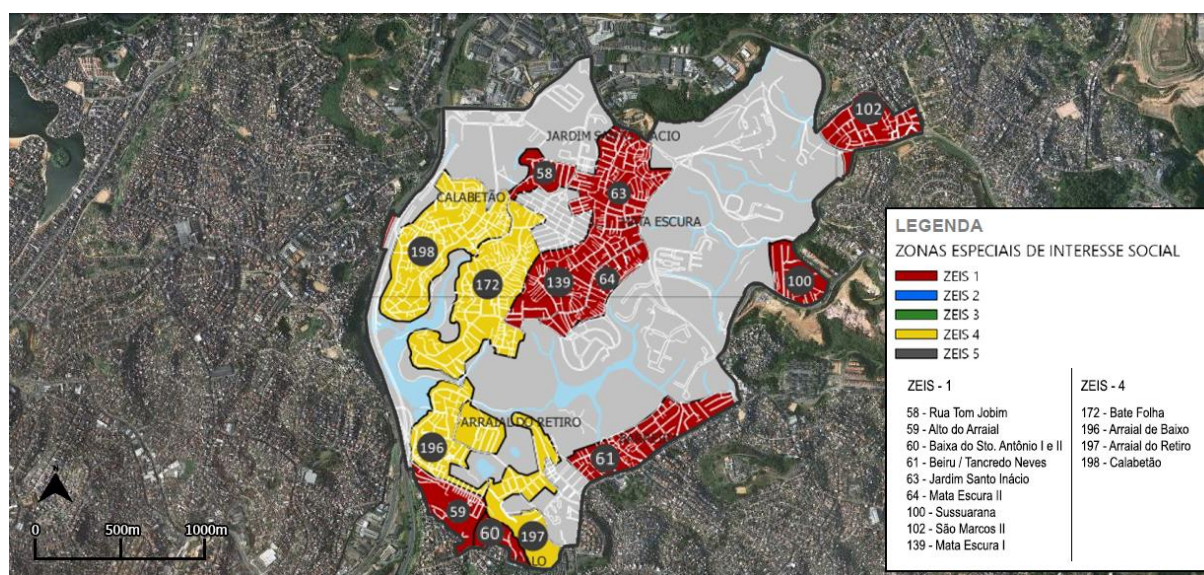 JARDIM SANTO INÁCIO
102
58
63
CALABETÃO
MATA ESCURA
198
172
139
64
100
ARRAIAL DO RETIRO
196
61
59
60
197
0 500m 1000m
LEGENDA
ZONAS ESPECIAIS DE INTERESSE SOCIAL
ZEIS 1
ZEIS 2
ZEIS 3
ZEIS 4
ZEIS 5
ZEIS - 1
58 - Rua Tom Jobim
59 - Alto do Arraial
60 - Baixa do Sto. Antônio I e II
61 - Beiru / Tancredo Neves
63 - Jardim Santo Inácio
64 - Mata Escura II
100 - Sussuarana
102 - São Marcos II
139 - Mata Escura I
ZEIS - 4
172 - Bate Folha
196 - Arraial de Baixo
197 - Arraial do Retiro
198 - Calabetão